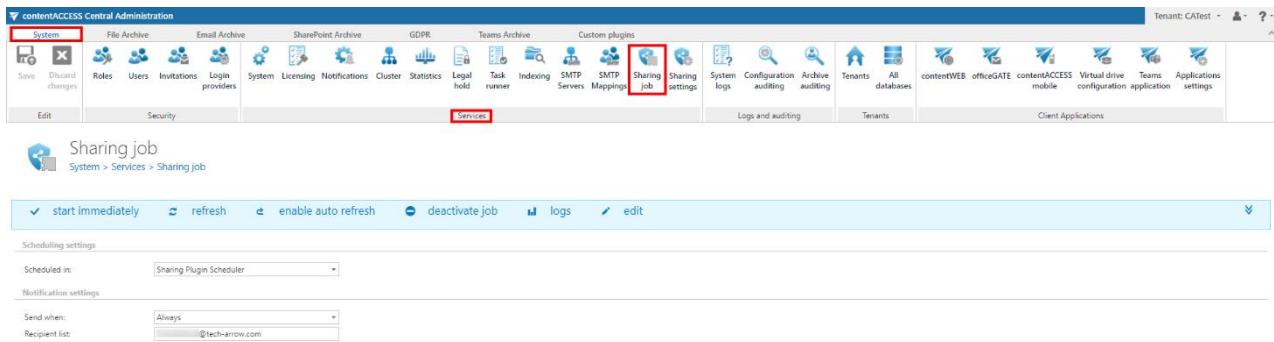 contentACCESS Central Administration
Tenant: CATest
?
System File Archive Email Archive SharePoint Archive GDPR Teams Archive Custom plugins
Save Discard changes Roles Users Invitations Login providers System Licensing Notifications Cluster Statistics Legal hold Task runner Indexing SMTP Servers SMTP Mappings Sharing job Sharing settings System logs Configuration auditing Archive auditing Tenants All databases contentWEB officeGATE contentACCESS mobile Virtual drive configuration Teams application Applications settings
Edit Security Services Logs and auditing Tenants Client Applications
Sharing job
System > Services > Sharing job
start immediately refresh enable auto refresh deactivate job logs edit
Scheduling settings
Scheduled in: Sharing Plugin Scheduler
Notification settings
Send when: Always
Recipient list: @tech-arrow.com